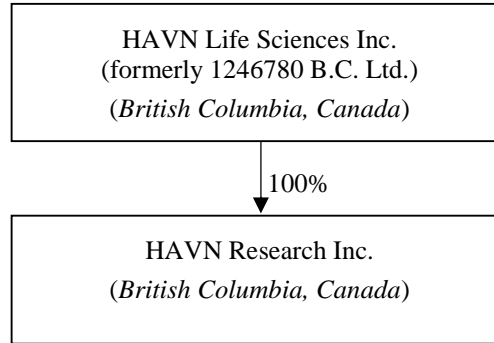 HAVN Life Sciences Inc.
(formerly 1246780 B.C. Ltd.)
(British Columbia, Canada)
100%
HAVN Research Inc.
(British Columbia, Canada)